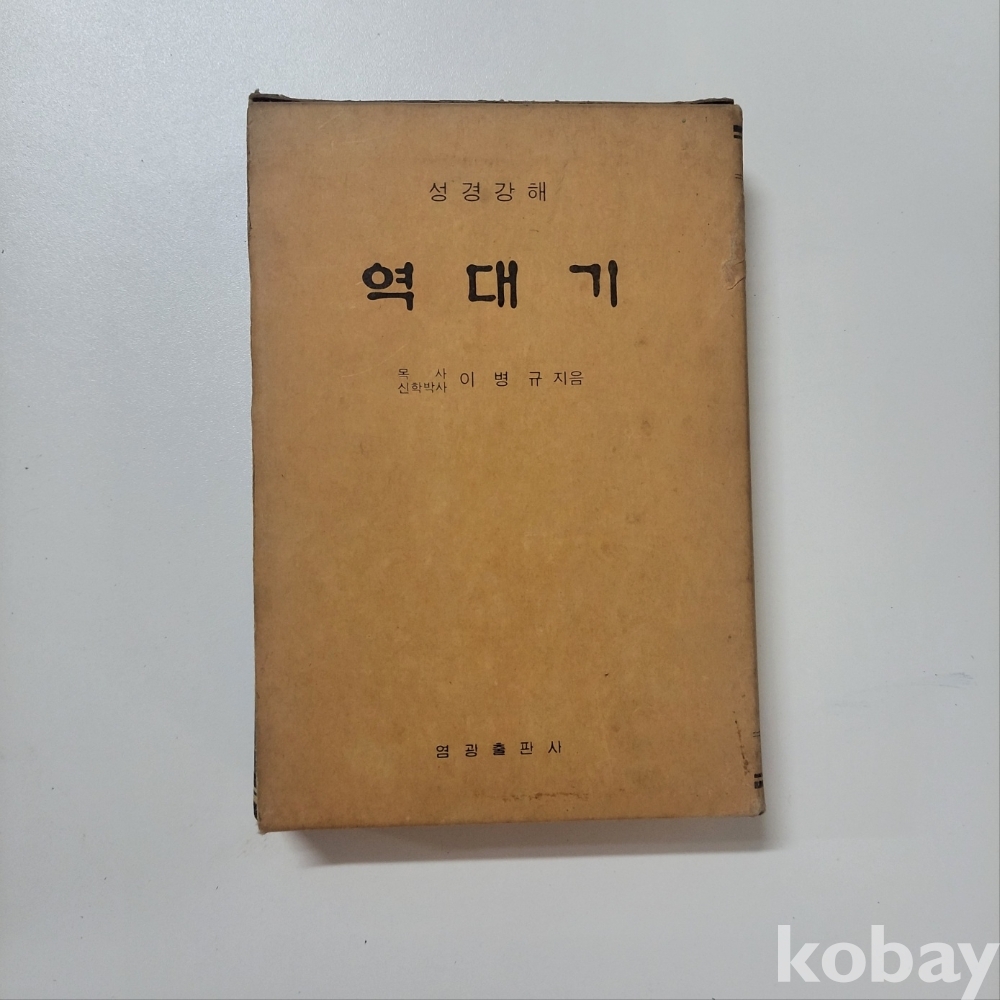 성경강해
역대기
목사
신학박사 이병규 지음
염광출판사
kobay